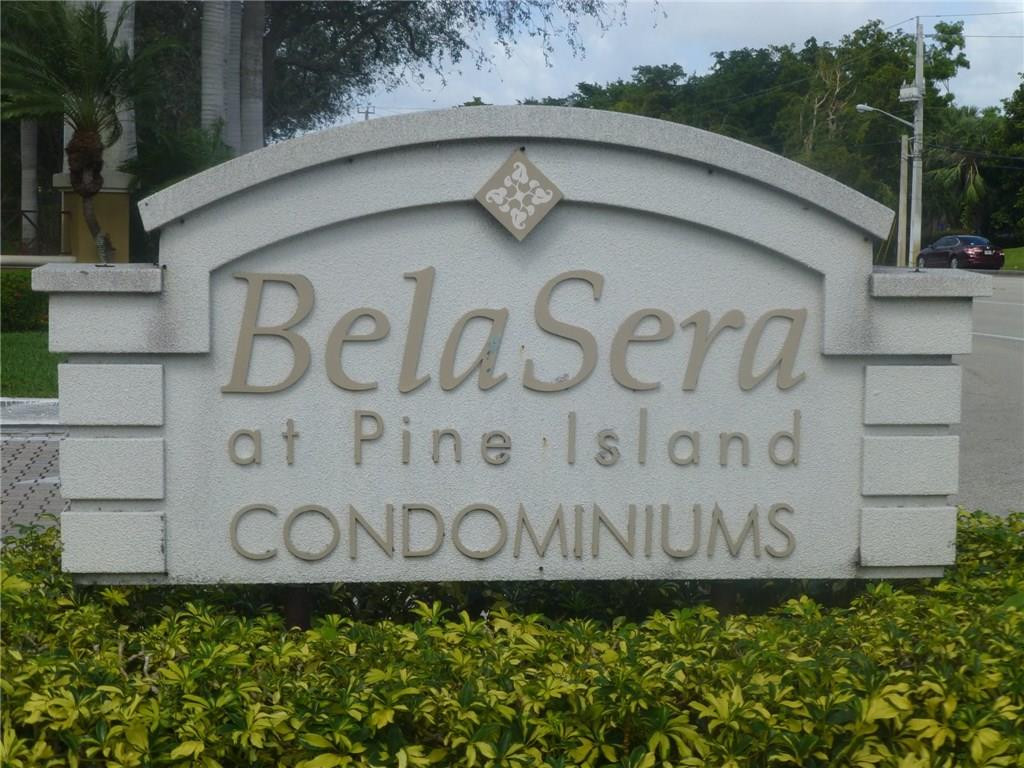 BelaSera
at Pine Island
CONDOMINIUMS